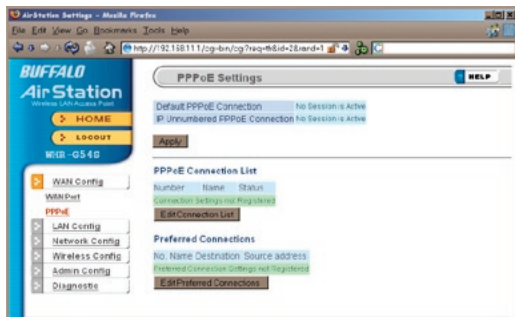 AirStation Settings - Mozilla Firefox
File Edit View Go Bookmarks Tools Help
BUFFALO
AirStation
Wireless LAN Access Point
HOME
LOGOUT
WHR-G54S
WAN Config
WAN Port
PPPoE
LAN Config
Network Config
Wireless Config
Admin Config
Diagnostic
PPPoE Settings
HELP
Default PPPoE Connection No Session is Active
IP Unnumbered PPPoE Connection No Session is Active
Apply
PPPoE Connection List
Number Name Status
Connection Settings not Registered
Edit Connection List
Preferred Connections
No. Name Destination Source address
Preferred Connection Settings not Registered
Edit Preferred Connections